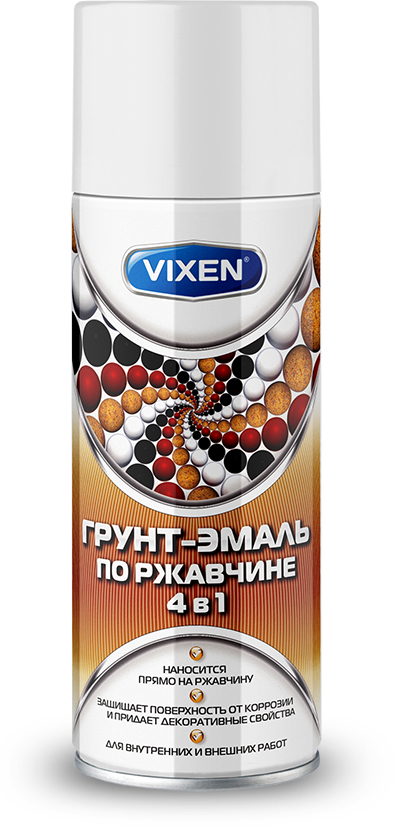 VIXEN®
ГРУНТ-ЭМАЛЬ
ПО РЖАВЧИНЕ
4 в 1
НАНОСИТСЯ
ПРЯМО НА РЖАВЧИНУ
ЗАЩИЩАЕТ ПОВЕРХНОСТЬ ОТ КОРРОЗИИ
И ПРИДАЕТ ДЕКОРАТИВНЫЕ СВОЙСТВА
ДЛЯ ВНУТРЕННИХ И ВНЕШНИХ РАБОТ